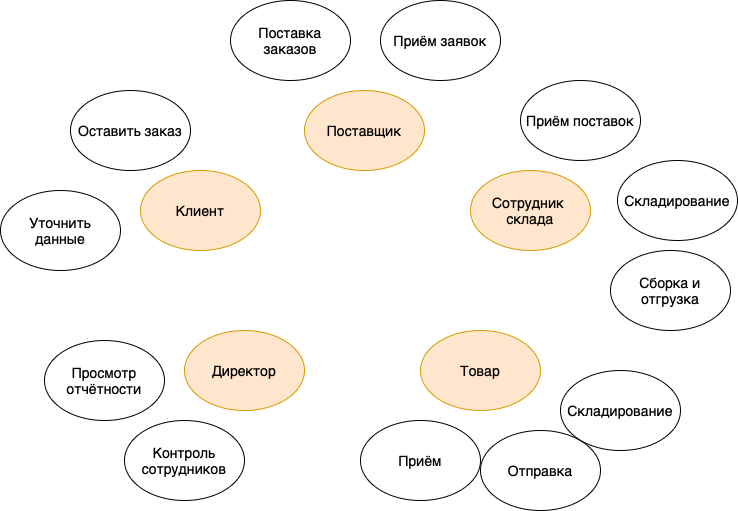 Поставка
заказов
Приём заявок
Оставить заказ
Поставщик
Приём поставок
Уточнить
данные
Клиент
Сотрудник
склада
Складирование
Сборка и
отгрузка
Просмотр
отчётности
Директор
Товар
Складирование
Контроль
сотрудников
Приём
Отправка